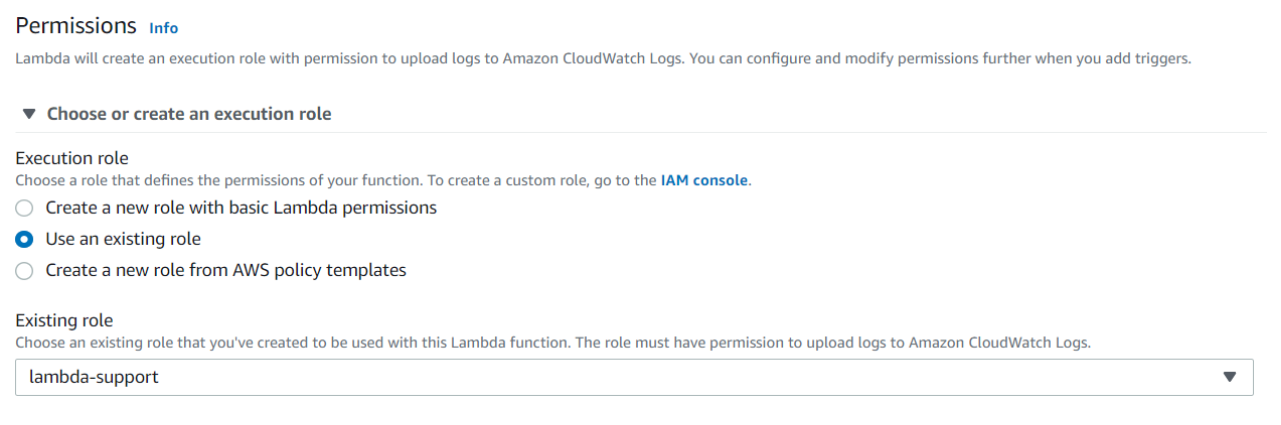 Permissions Info
Lambda will create an execution role with permission to upload logs to Amazon CloudWatch Logs. You can configure and modify permissions further when you add triggers.
Choose or create an execution role
Execution role
Choose a role that defines the permissions of your function. To create a custom role, go to the IAM console.
Create a new role with basic Lambda permissions
Use an existing role
Create a new role from AWS policy templates
Existing role
Choose an existing role that you've created to be used with this Lambda function. The role must have permission to upload logs to Amazon CloudWatch Logs.
lambda-support